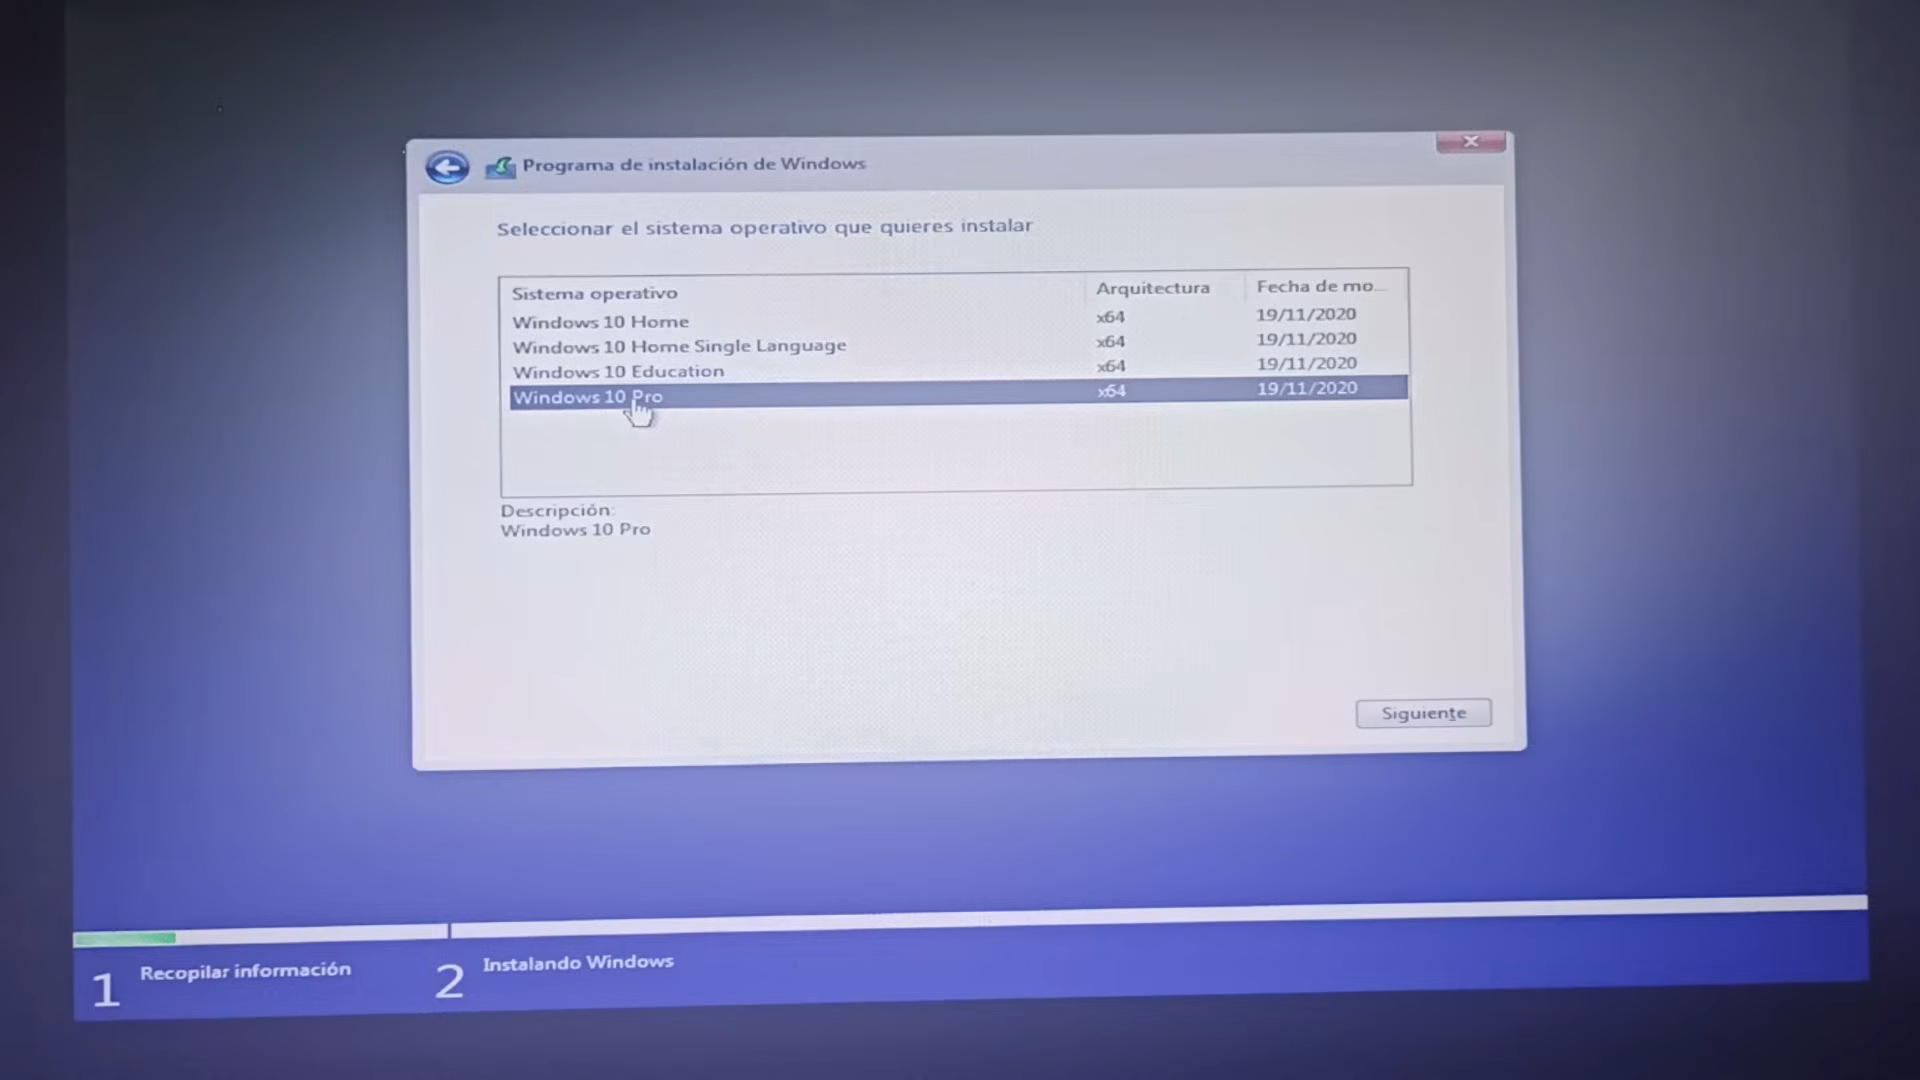 Programa de instalación de Windows
Seleccionar el sistema operativo que quieres instalar
Sistema operativo Arquitectura Fecha de mo...
Windows 10 Home x64 19/11/2020
Windows 10 Home Single Language x64 19/11/2020
Windows 10 Education x64 19/11/2020
Windows 10 Pro x64 19/11/2020
Descripción:
Windows 10 Pro
Siguiente
1 Recopilar información
2 Instalando Windows